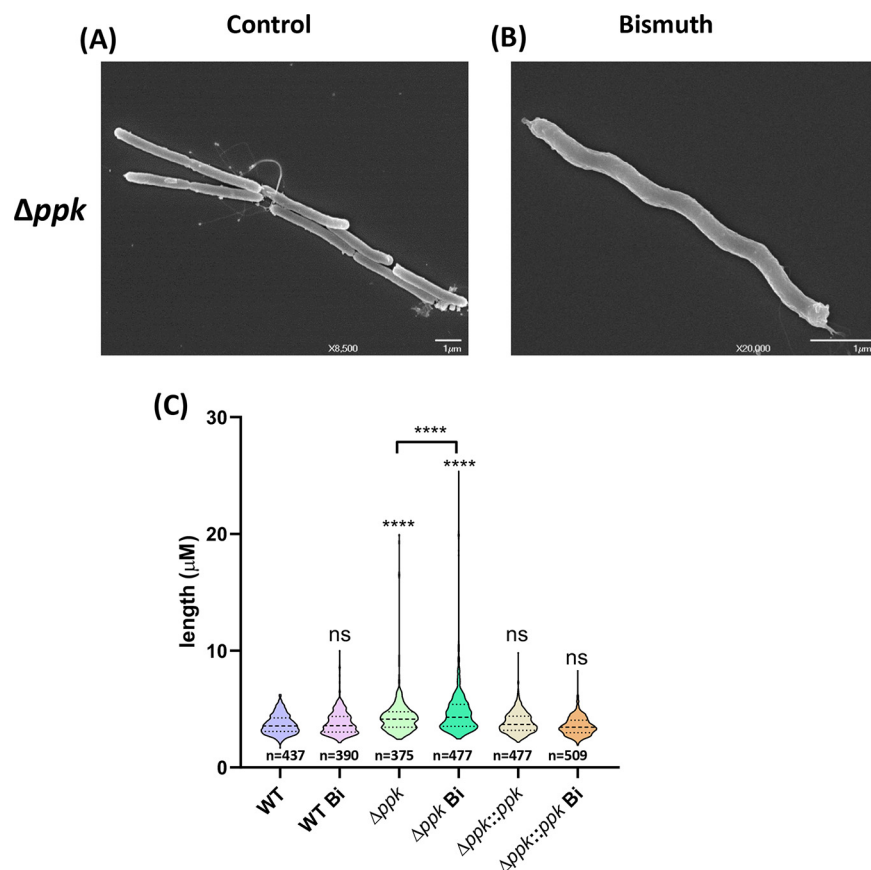 Control
Bismuth
(A)
(B)
Δppk
X8,500
1μm
X20,000
1μm
(C)
length (μM)
30
20
10
0
****
****
****
ns
ns
ns
n=437
n=390
n=375
n=477
n=477
n=509
WT
WT Bi
Δppk
Δppk Bi
Δppk::ppk
Δppk::ppk Bi